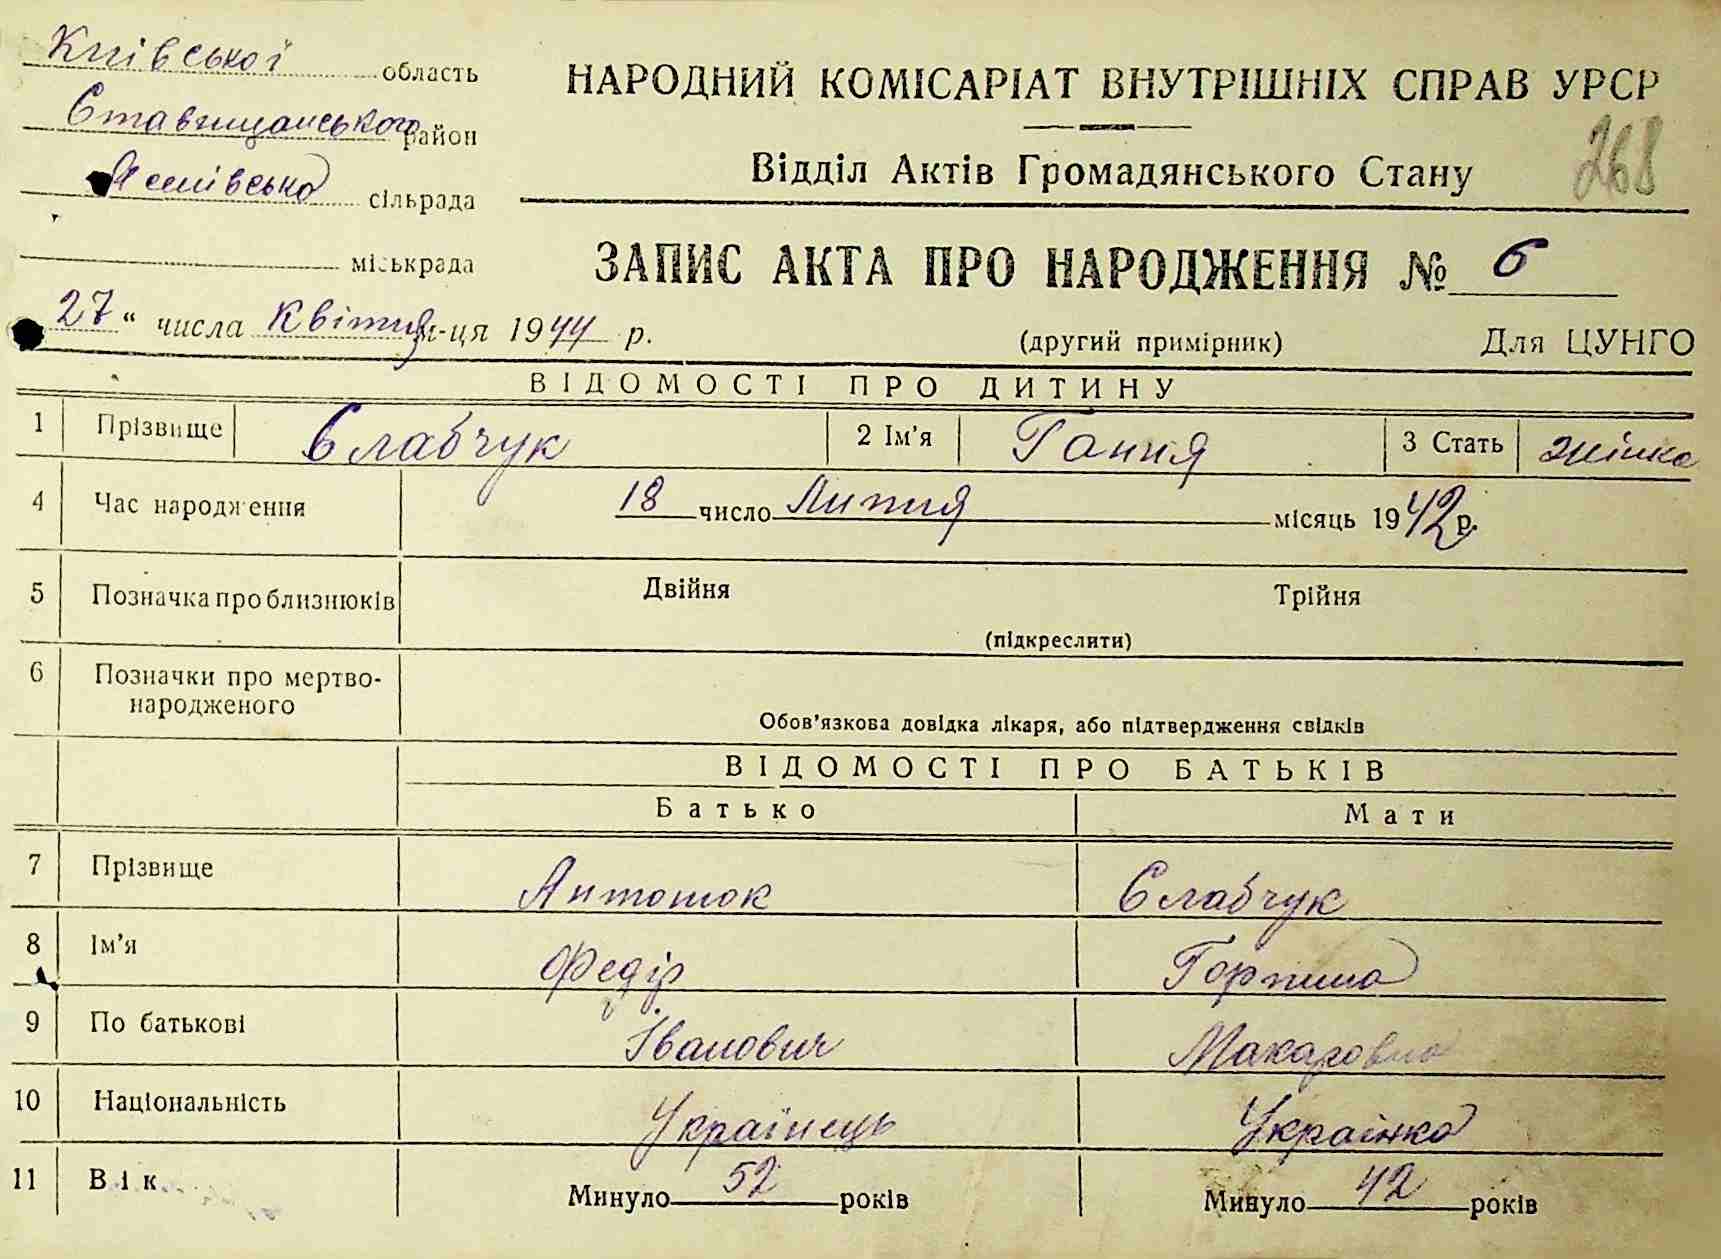 Київської область
Ставищанського район
сільрада
міськрада
НАРОДНИЙ КОМІСАРІАТ ВНУТРІШНІХ СПРАВ УРСР
Відділ Актів Громадянського Стану
268
ЗАПИС АКТА ПРО НАРОДЖЕННЯ № 6
27 " числа Квітня м-ця 1944 р.
(другий примірник) Для ЦУНГО
ВІДОМОСТІ ПРО ДИТИНУ
1 Прізвище Слабчук 2 Ім'я Ганна 3 Стать жінка
4 Час народження 18 число Липня місяць 1942 р.
5 Позначка про близнюків Двійня Трійня
(підкреслити)
6 Позначки про мертво-
народженого
Обов'язкова довідка лікаря, або підтвердження свідків
ВІДОМОСТІ ПРО БАТЬКІВ
Батько Мати
7 Прізвище Антонюк Слабчук
8 Ім'я Федір Горпина
9 По батькові Іванович Макаровна
10 Національність Українець Українка
11 Вік Минуло 52 років Минуло 42 років